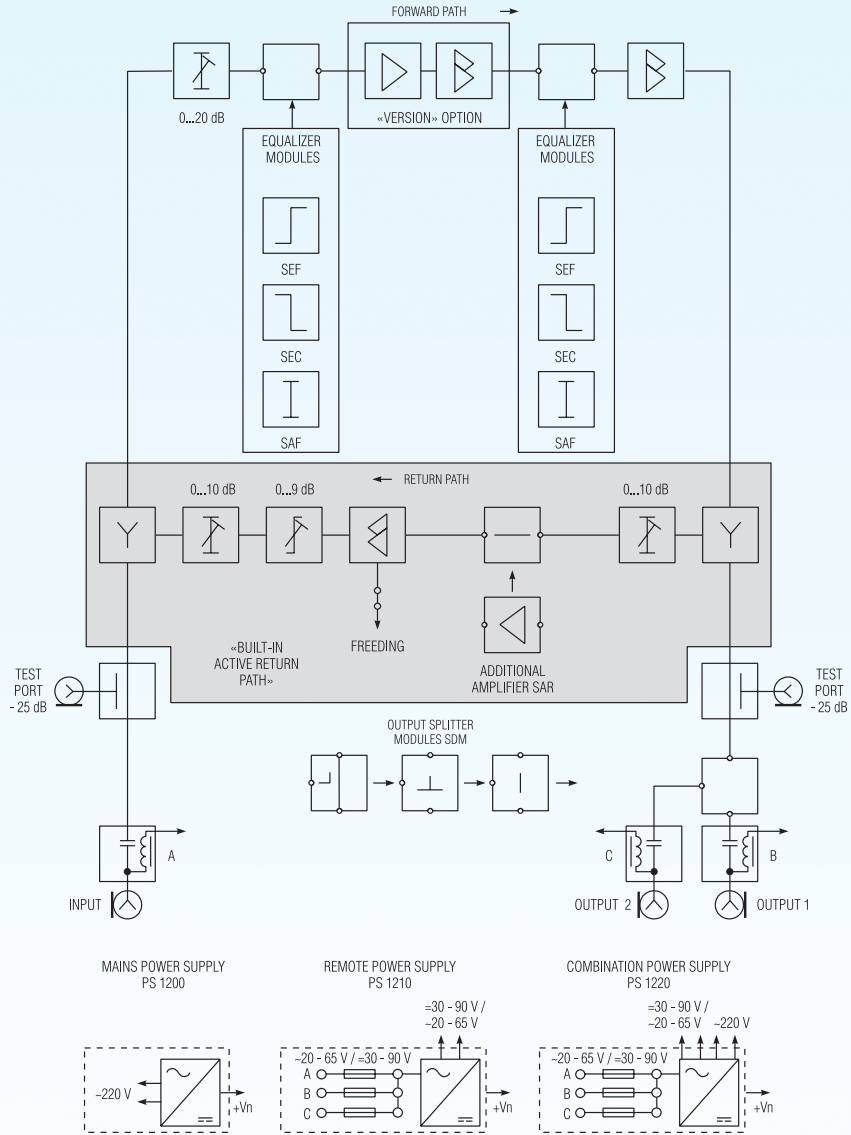 FORWARD PATH
0...20 dB
«VERSION» OPTION
EQUALIZER
MODULES
SEF
SEC
SAF
EQUALIZER
MODULES
SEF
SEC
SAF
RETURN PATH
0...10 dB
0...9 dB
0...10 dB
«BUILT-IN
ACTIVE RETURN
PATH»
FREEDING
ADDITIONAL
AMPLIFIER SAR
TEST
PORT
- 25 dB
TEST
PORT
- 25 dB
OUTPUT SPLITTER
MODULES SDM
A
C
B
INPUT
OUTPUT 2
OUTPUT 1
MAINS POWER SUPPLY
PS 1200
~220 V
+Vn
REMOTE POWER SUPPLY
PS 1210
=30 - 90 V /
~20 - 65 V
~20 - 65 V / =30 - 90 V
A
B
C
+Vn
COMBINATION POWER SUPPLY
PS 1220
=30 - 90 V /
~20 - 65 V ~220 V
~20 - 65 V / =30 - 90 V
A
B
C
+Vn